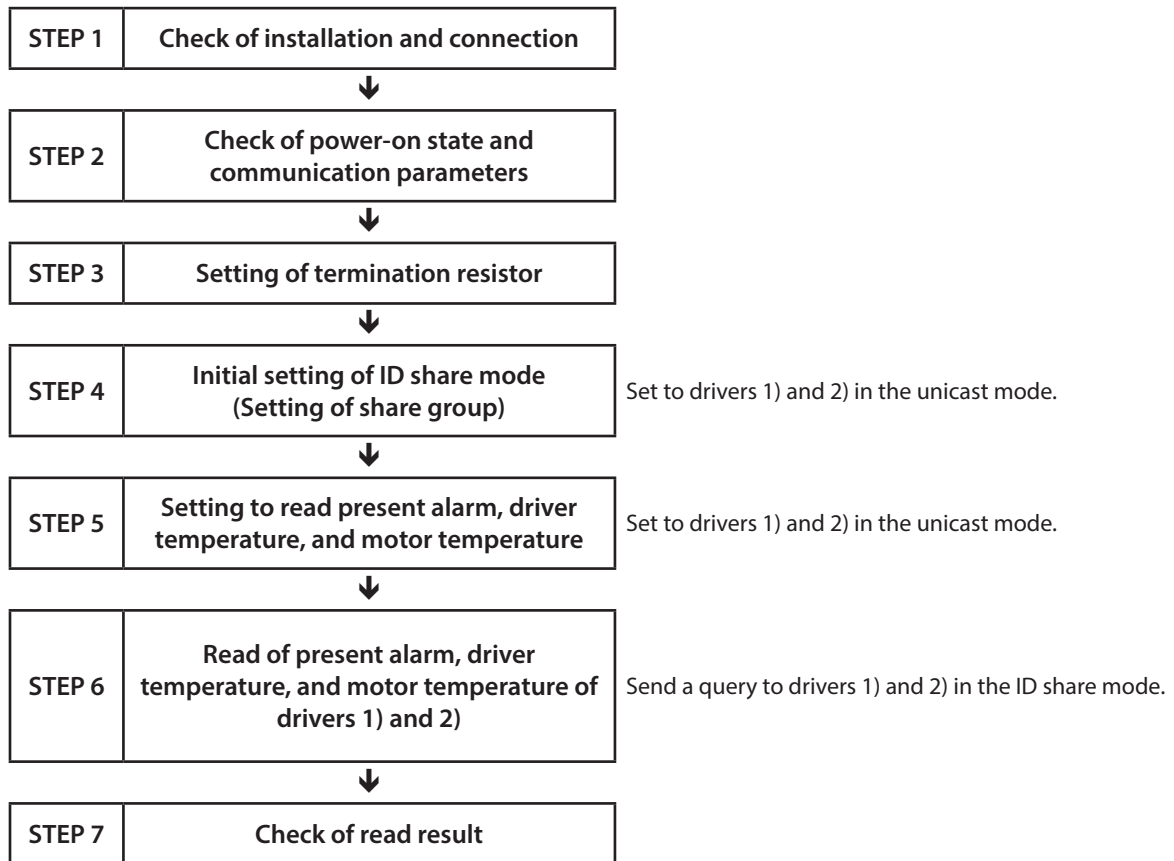 STEP 1
Check of installation and connection
STEP 2
Check of power-on state and
communication parameters
STEP 3
Setting of termination resistor
STEP 4
Initial setting of ID share mode
(Setting of share group)
Set to drivers 1) and 2) in the unicast mode.
STEP 5
Setting to read present alarm, driver
temperature, and motor temperature
Set to drivers 1) and 2) in the unicast mode.
STEP 6
Read of present alarm, driver
temperature, and motor temperature of
drivers 1) and 2)
Send a query to drivers 1) and 2) in the ID share mode.
STEP 7
Check of read result